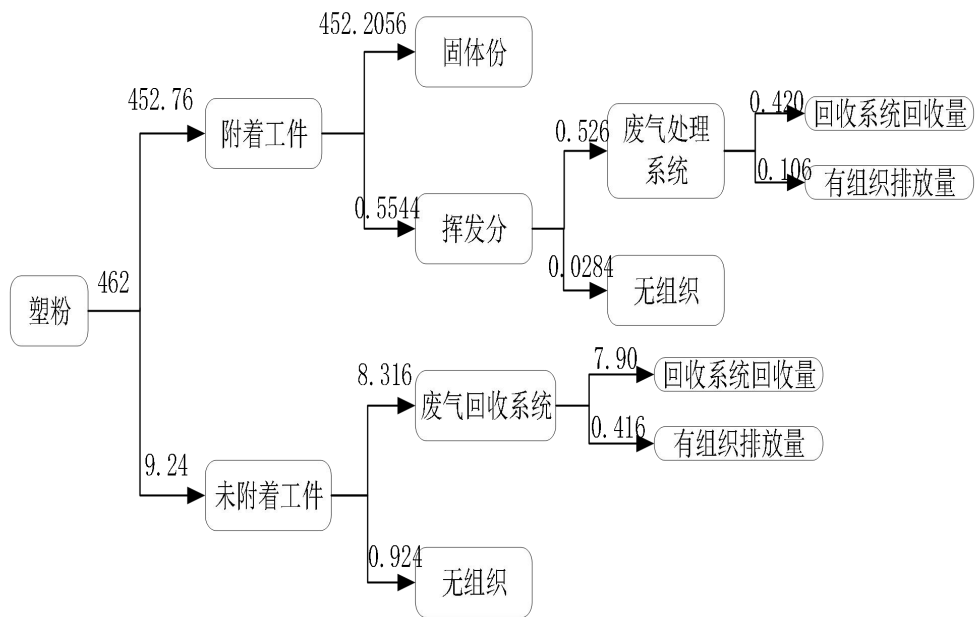 452.2056
固体份
452.76
附着工件
0.420
回收系统回收量
0.526
废气处理
系统
0.106
有组织排放量
0.5544
挥发分
0.0284
无组织
462
塑粉
7.90
回收系统回收量
8.316
废气回收系统
0.416
有组织排放量
9.24
未附着工件
0.924
无组织